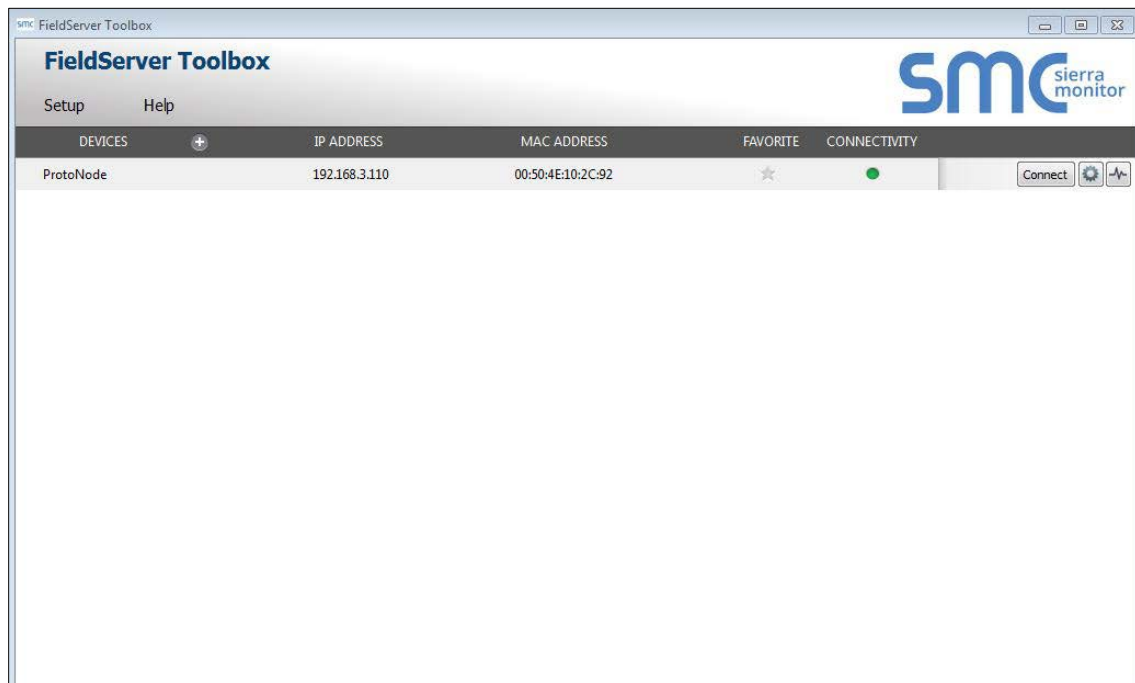 smc FieldServer Toolbox
FieldServer Toolbox
smc sierra monitor
Setup Help
DEVICES IP ADDRESS MAC ADDRESS FAVORITE CONNECTIVITY
ProtoNode 192.168.3.110 00:50:4E:10:2C:92 Connect